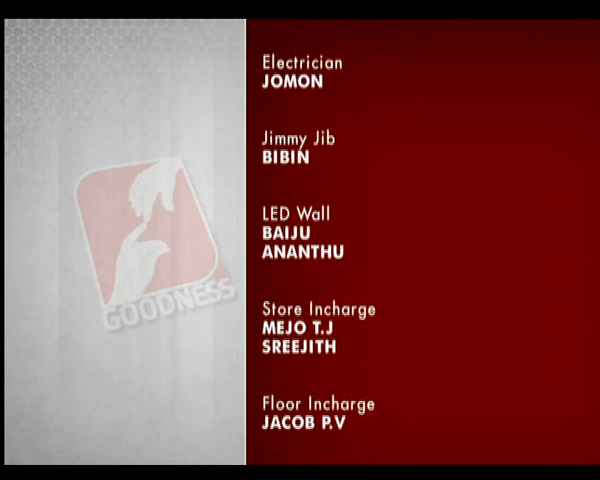 Electrician
JOMON
Jimmy Jib
BIBIN
LED Wall
BAIJU
ANANTHU
Store Incharge
MEJO T.J
SREEJITH
Floor Incharge
JACOB P.V
GOODNESS